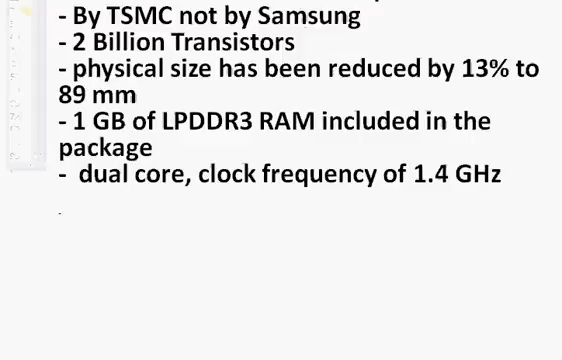 - By TSMC not by Samsung
- 2 Billion Transistors
- physical size has been reduced by 13% to
89 mm
- 1 GB of LPDDR3 RAM included in the
package
-  dual core, clock frequency of 1.4 GHz
-